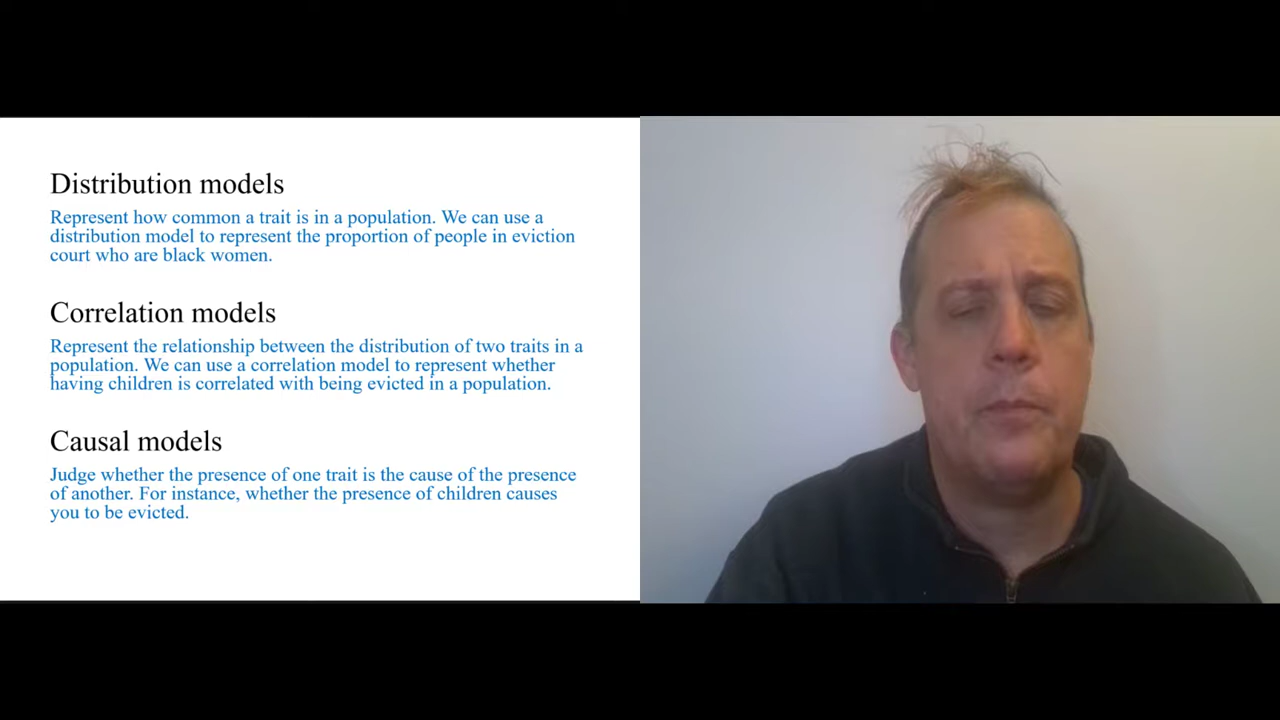 Distribution models
Represent how common a trait is in a population. We can use a
distribution model to represent the proportion of people in eviction
court who are black women.
Correlation models
Represent the relationship between the distribution of two traits in a
population. We can use a correlation model to represent whether
having children is correlated with being evicted in a population.
Causal models
Judge whether the presence of one trait is the cause of the presence
of another. For instance, whether the presence of children causes
you to be evicted.